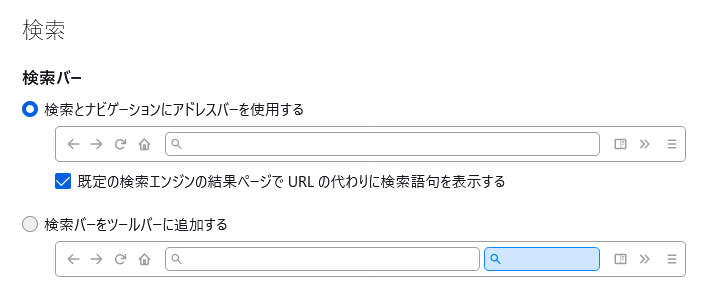 検索
検索バー
検索とナビゲーションにアドレスバーを使用する
既定の検索エンジンの結果ページで URL の代わりに検索語句を表示する
検索バーをツールバーに追加する